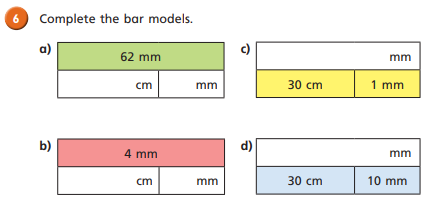 6 Complete the bar models.
a)
62 mm
cm mm
c)
mm
30 cm 1 mm
b)
4 mm
cm mm
d)
mm
30 cm 10 mm